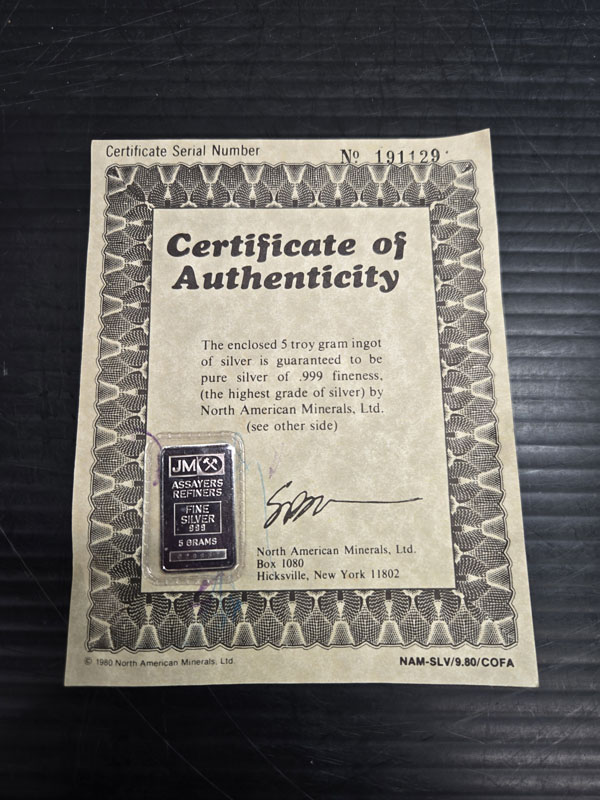 Certificate Serial Number
Nº 191129
Certificate of
Authenticity
The enclosed 5 troy gram ingot
of silver is guaranteed to be
pure silver of .999 fineness,
(the highest grade of silver) by
North American Minerals, Ltd.
(see other side)
JM
ASSAYERS
REFINERS
FINE
SILVER
999
5 GRAMS
North American Minerals, Ltd.
Box 1080
Hicksville, New York 11802
© 1980 North American Minerals, Ltd.
NAM-SLV/9.80/COFA